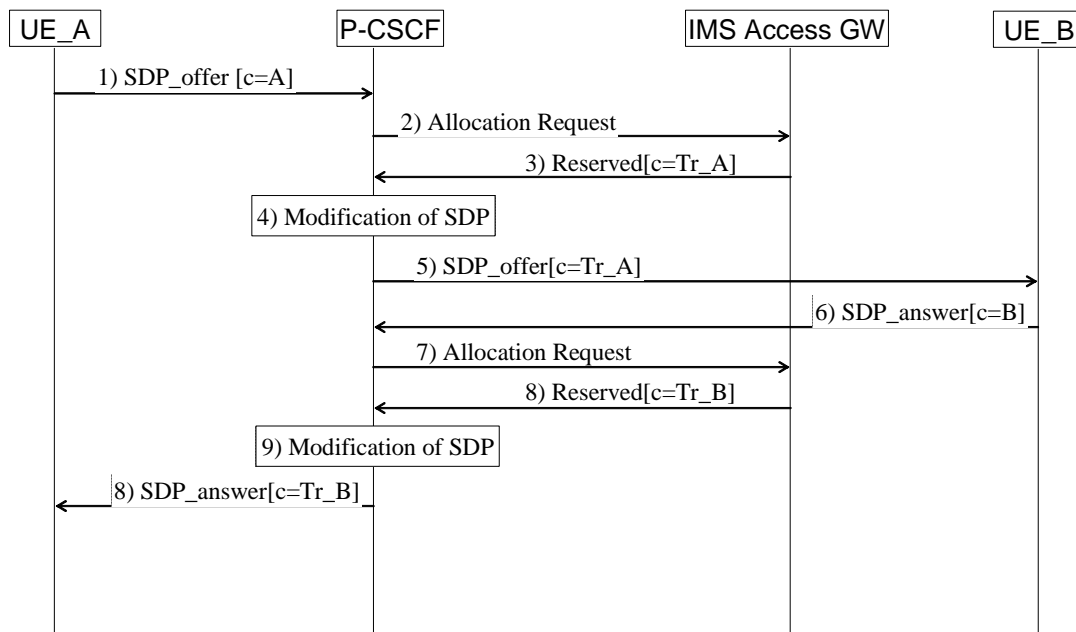 UE_A
P-CSCF
IMS Access GW
UE_B
1) SDP_offer [c=A]
2) Allocation Request
3) Reserved[c=Tr_A]
4) Modification of SDP
5) SDP_offer[c=Tr_A]
6) SDP_answer[c=B]
7) Allocation Request
8) Reserved[c=Tr_B]
9) Modification of SDP
8) SDP_answer[c=Tr_B]